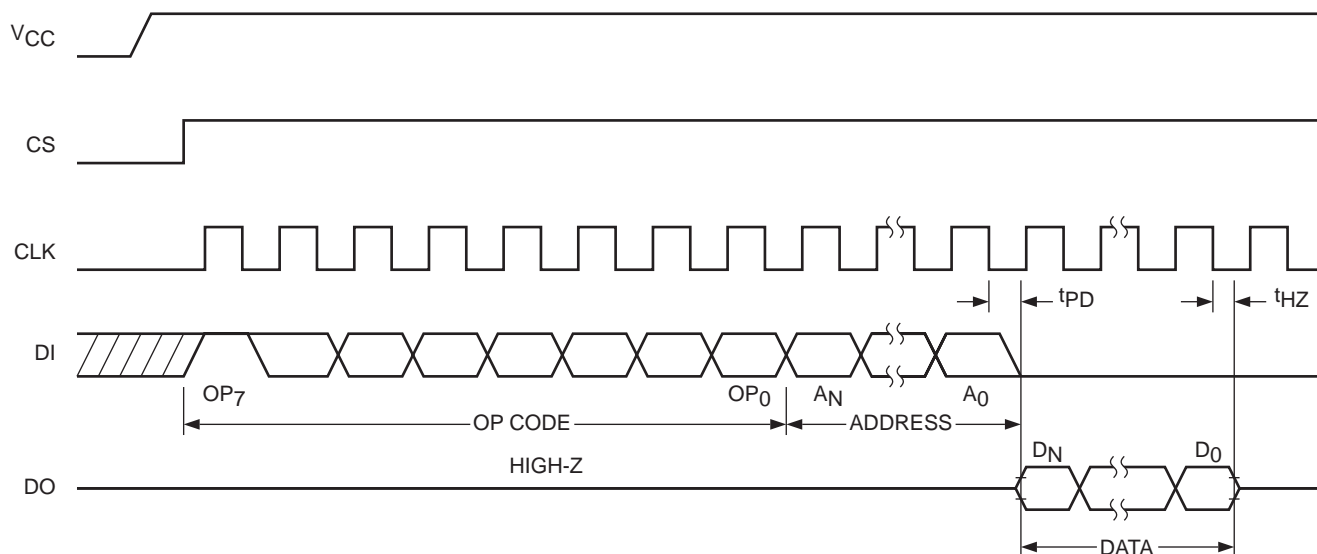 VCC
CS
CLK
tPD
tHZ
DI
OP7
OP0
AN
A0
OP CODE
ADDRESS
HIGH-Z
DN
D0
DO
DATA